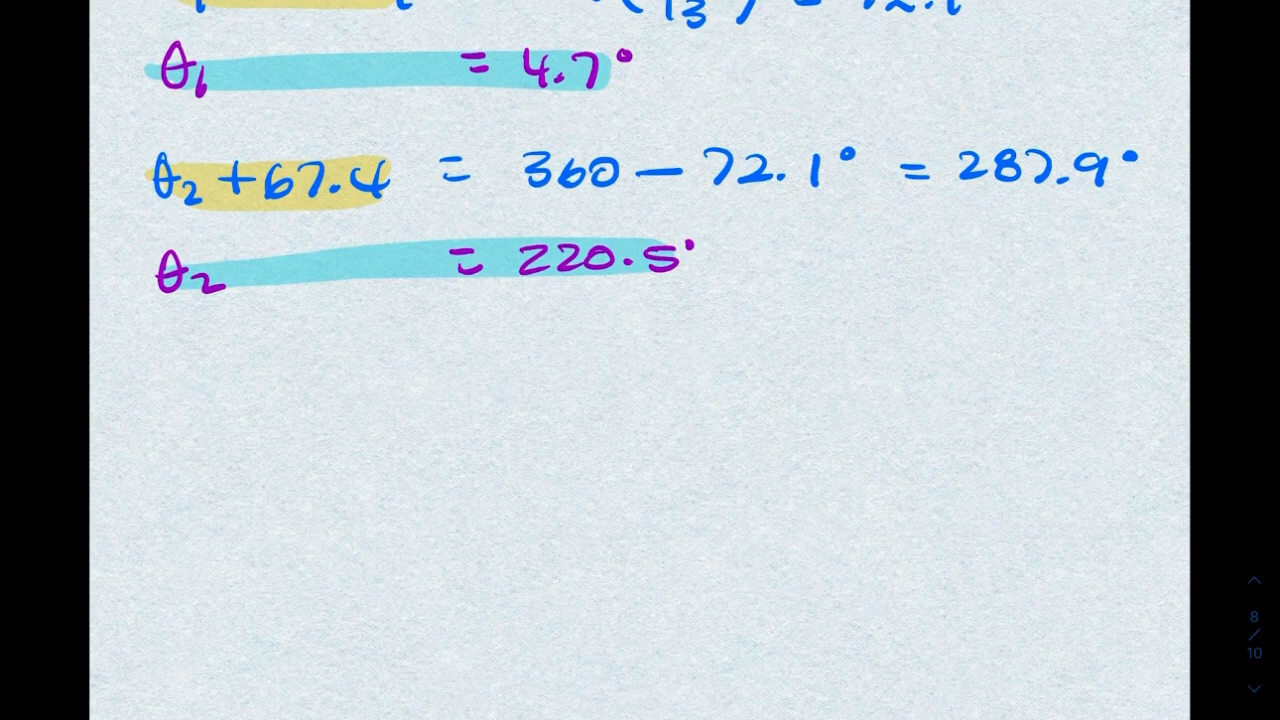 θ₁ = 4.7°
θ₂ + 67.4 = 360 - 72.1° = 287.9°
θ₂ = 220.5°
8
/
10